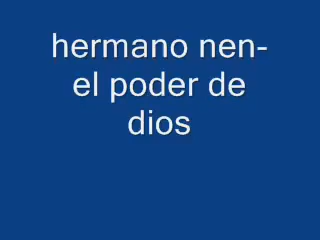 hermano nen-
el poder de
dios